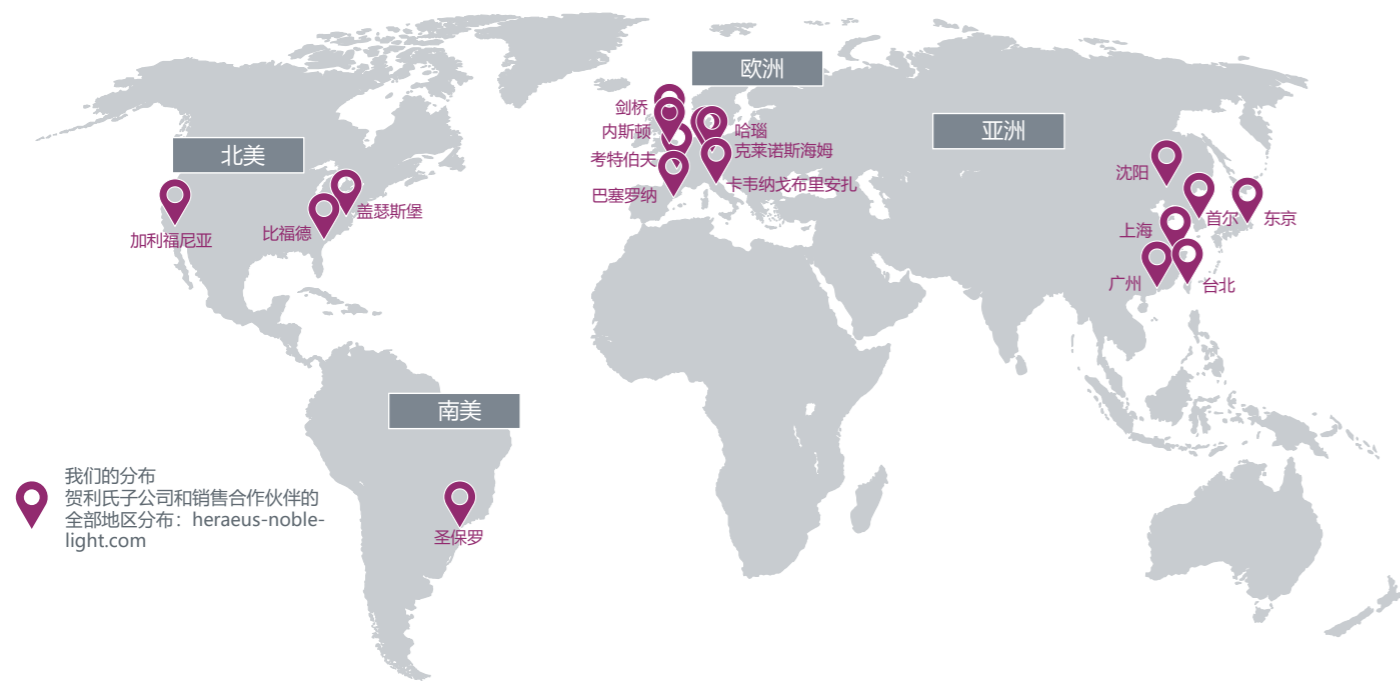 欧洲
剑桥
内斯顿
哈瑙
考特伯夫
克莱诺斯海姆
巴塞罗纳
卡韦纳戈布里安扎
亚洲
沈阳
首尔
东京
上海
广州
台北
北美
盖瑟斯堡
加利福尼亚
比福德
南美
圣保罗
我们的分布
贺利氏子公司和销售合作伙伴的
全部地区分布：heraeus-noble-
light.com